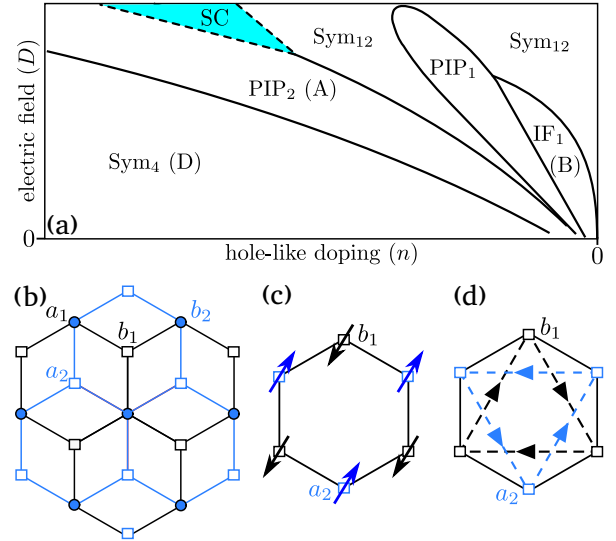 SC
Sym₁₂
Sym₁₂
PIP₁
PIP₂ (A)
IF₁
(B)
Sym₄ (D)
electric field (D)
(a)
0
hole-like doping (n)
0
(b)
a₁
b₁
b₂
a₂
(c)
b₁
a₂
(d)
b₁
a₂